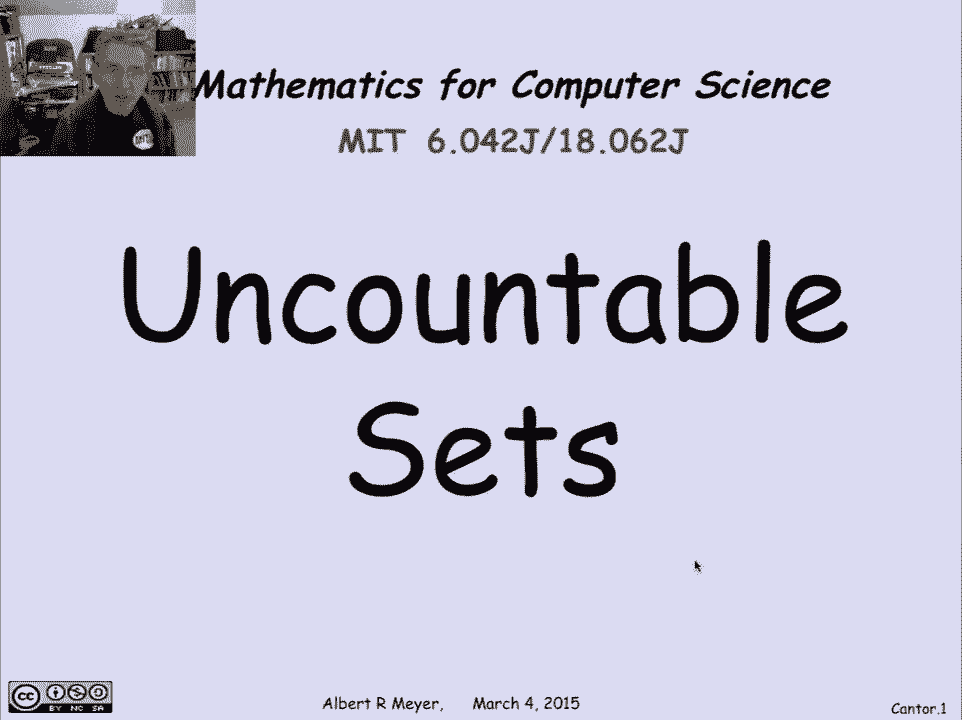 Mathematics for Computer Science
MIT 6.042J/18.062J
Uncountable
Sets
cc
BY NC SA
Albert R Meyer, March 4, 2015
Cantor.1